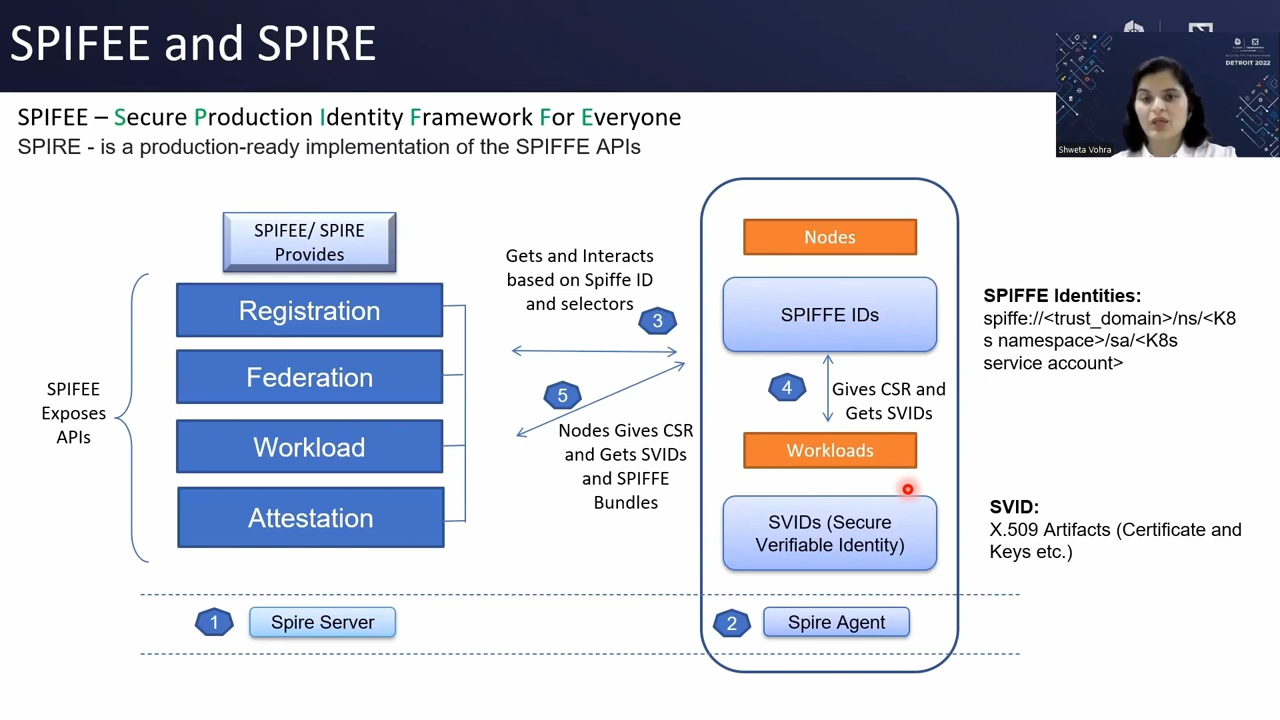 SPIFEE and SPIRE
DETROIT 2022
Shweta Vohra
SPIFEE – Secure Production Identity Framework For Everyone
SPIRE - is a production-ready implementation of the SPIFFE APIs
SPIFEE/ SPIRE
Provides
Registration
Federation
Workload
Attestation
SPIFEE
Exposes
APIs
Gets and Interacts
based on Spiffe ID
and selectors
3
5
Nodes Gives CSR
and Gets SVIDs
and SPIFFE
Bundles
Nodes
SPIFFE IDs
4
Gives CSR and
Gets SVIDs
Workloads
SVIDs (Secure
Verifiable Identity)
SPIFFE Identities:
spiffe://<trust_domain>/ns/<K8
s namespace>/sa/<K8s
service account>
SVID:
X.509 Artifacts (Certificate and
Keys etc.)
1
Spire Server
2
Spire Agent